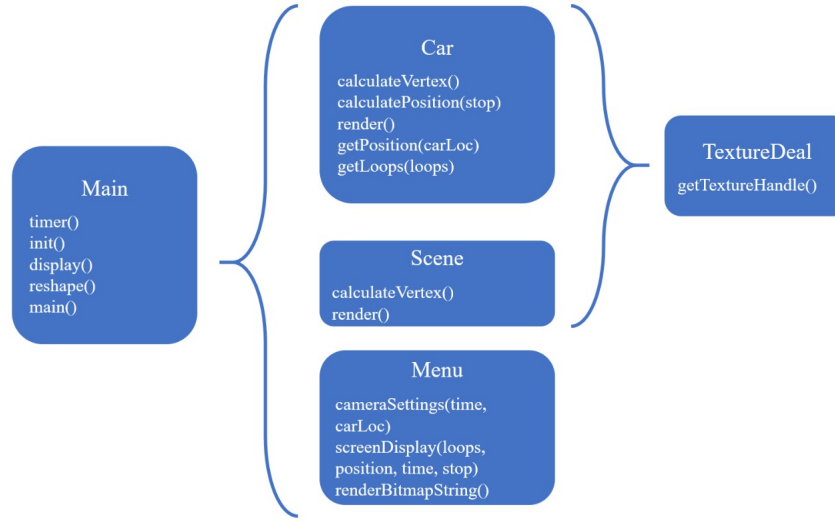 Main
timer()
init()
display()
reshape()
main()
Car
calculateVertex()
calculatePosition(stop)
render()
getPosition(carLoc)
getLoops(loops)
Scene
calculateVertex()
render()
Menu
cameraSettings(time,
carLoc)
screenDisplay(loops,
position, time, stop)
renderBitmapString()
TextureDeal
getTextureHandle()